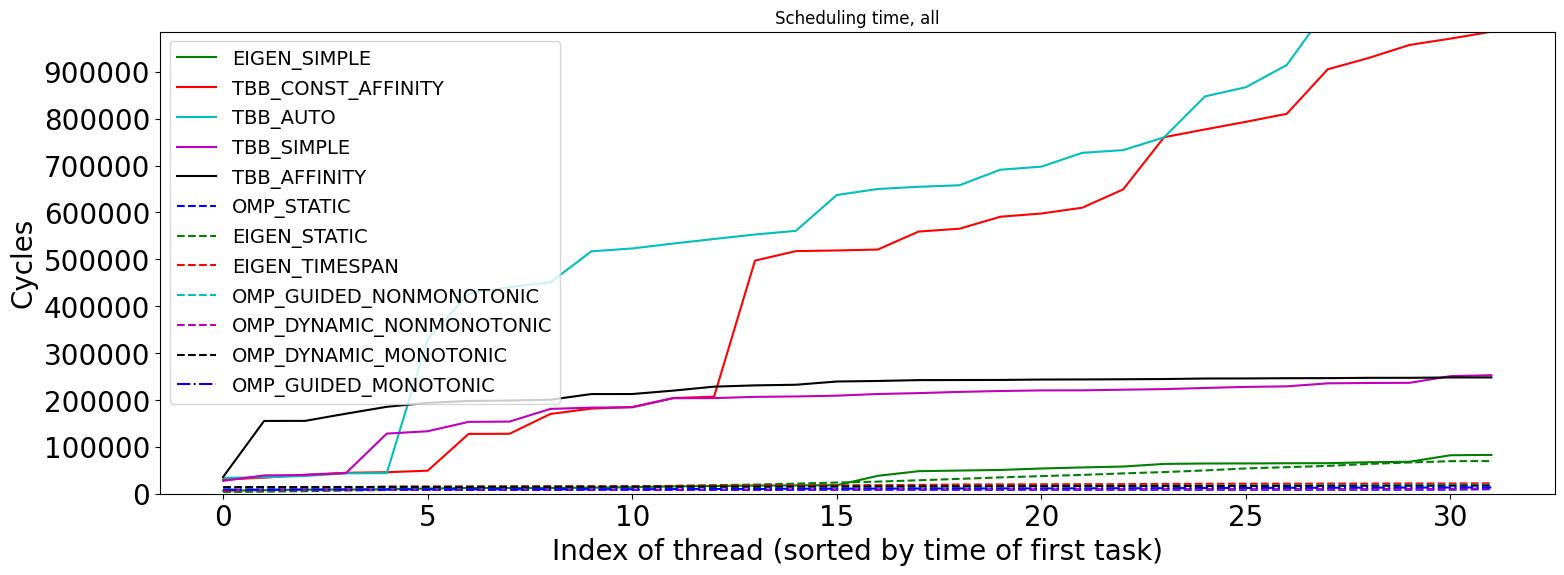 Scheduling time, all
Cycles
900000
800000
700000
600000
500000
400000
300000
200000
100000
0
EIGEN_SIMPLE
TBB_CONST_AFFINITY
TBB_AUTO
TBB_SIMPLE
TBB_AFFINITY
OMP_STATIC
EIGEN_STATIC
EIGEN_TIMESPAN
OMP_GUIDED_NONMONOTONIC
OMP_DYNAMIC_NONMONOTONIC
OMP_DYNAMIC_MONOTONIC
OMP_GUIDED_MONOTONIC
0 5 10 15 20 25 30
Index of thread (sorted by time of first task)